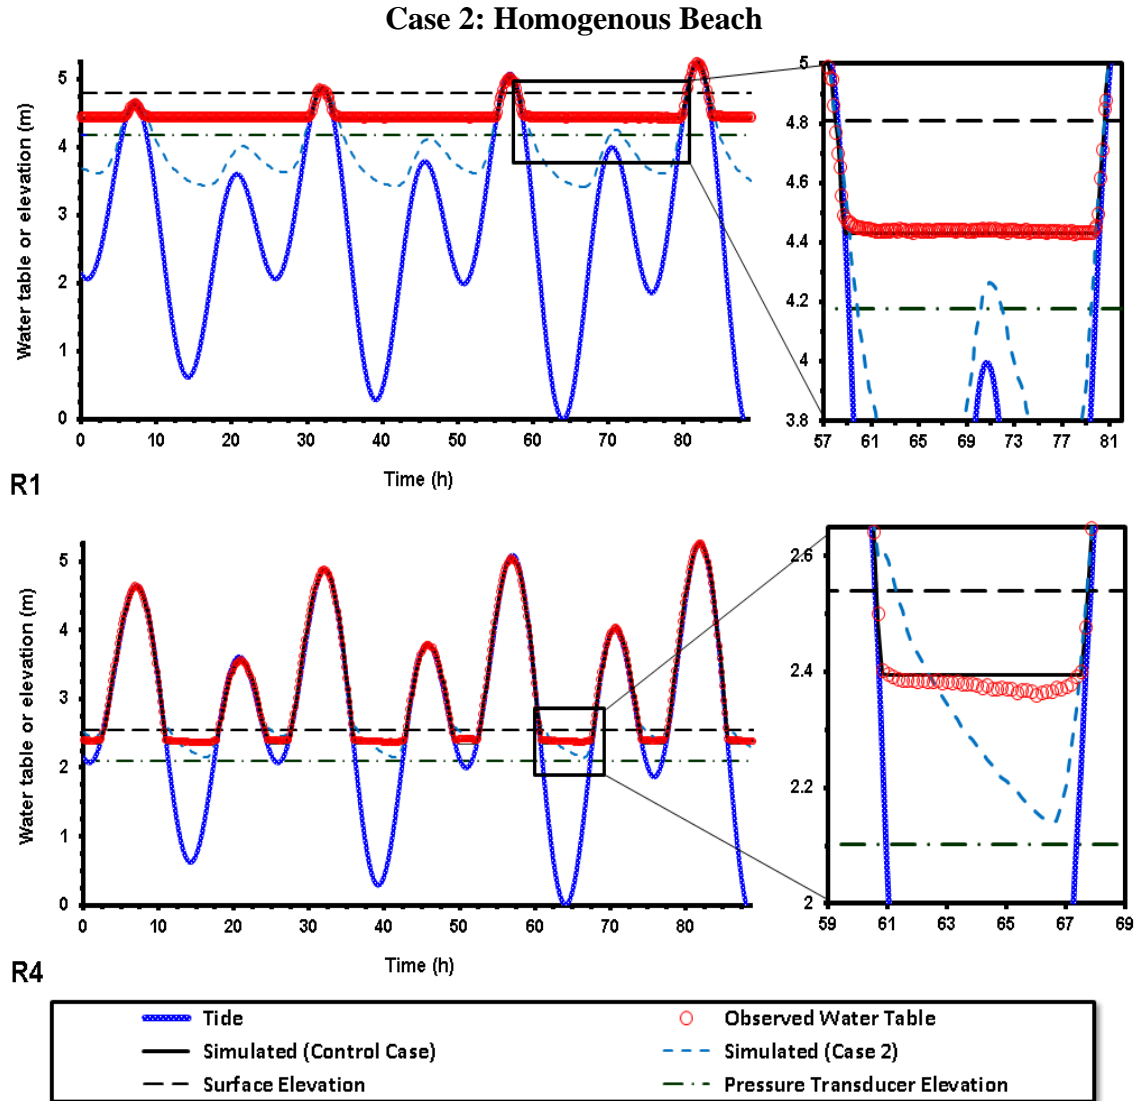 Case 2: Homogenous Beach
Water table or elevation (m)
5
4
3
2
1
0
0 10 20 30 40 50 60 70 80
Time (h)
5
4.8
4.6
4.4
4.2
4
3.8
57 61 65 69 73 77 81
R1
Water table or elevation (m)
5
4
3
2
1
0
0 10 20 30 40 50 60 70 80
Time (h)
2.6
2.4
2.2
2
59 61 63 65 67 69
R4
Tide
Observed Water Table
Simulated (Control Case)
Simulated (Case 2)
Surface Elevation
Pressure Transducer Elevation